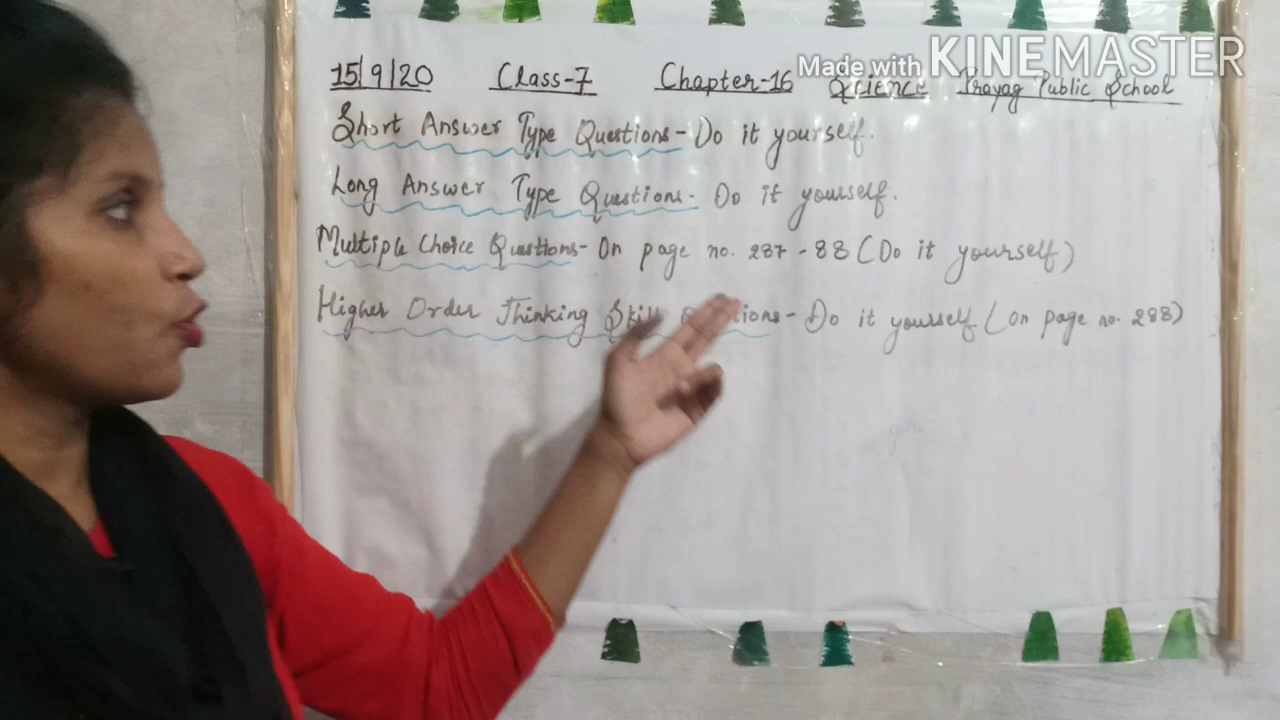 15/9/20 Class-7 Chapter-16 Science Prayag Public School
Made with KINEMASTER
Short Answer Type Questions- Do it yourself.
Long Answer Type Questions- Do it yourself.
Multiple Choice Questions- On page no. 287-88 (Do it yourself)
Higher Order Thinking Skill Questions- Do it yourself (On page no. 288)